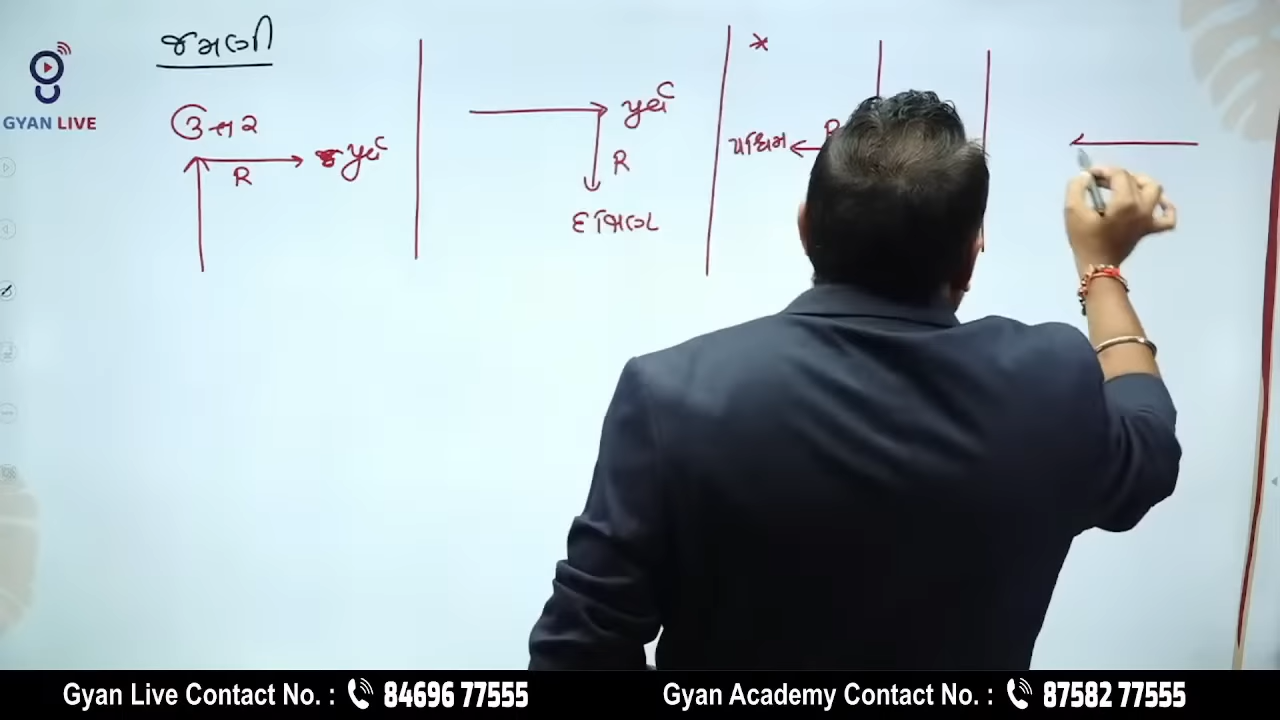 જમણી
GYAN LIVE
ઉત્તર
R
પુર્વ
પુર્વ
R
દક્ષિણ
*
પશ્ચિમ
R
Gyan Live Contact No. : 84696 77555
Gyan Academy Contact No. : 87582 77555